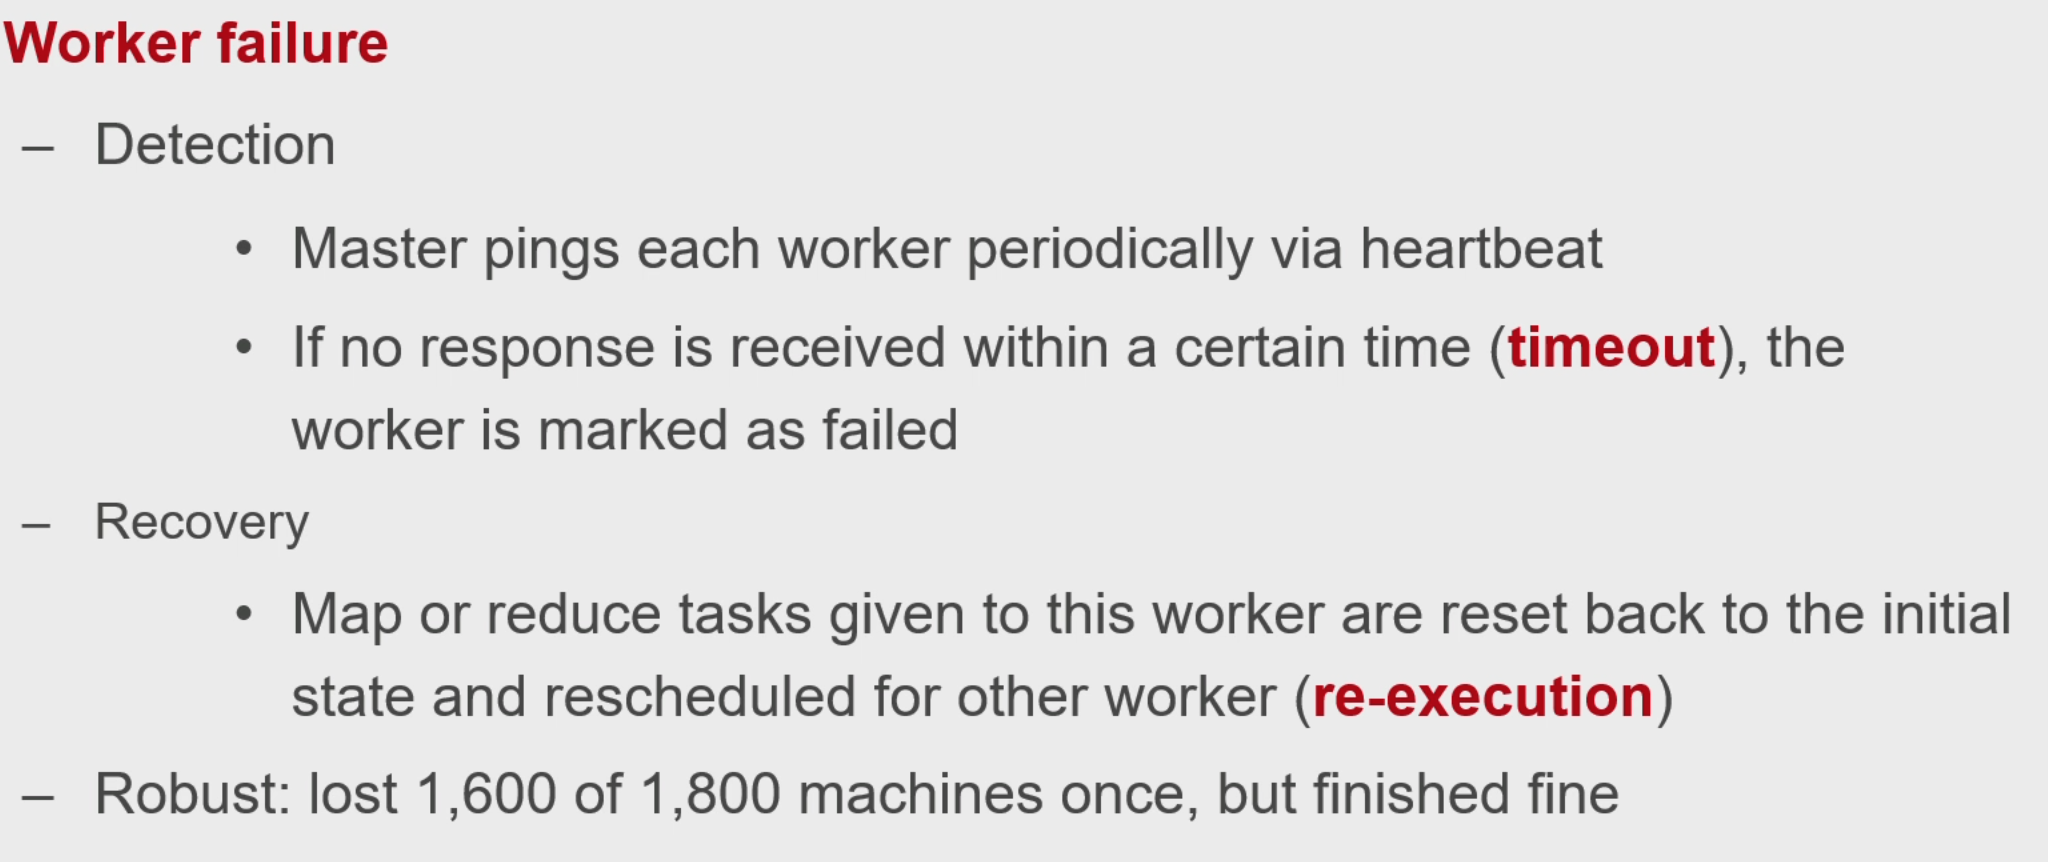 Worker failure
– Detection
• Master pings each worker periodically via heartbeat
• If no response is received within a certain time (timeout), the
worker is marked as failed
– Recovery
• Map or reduce tasks given to this worker are reset back to the initial
state and rescheduled for other worker (re-execution)
– Robust: lost 1,600 of 1,800 machines once, but finished fine